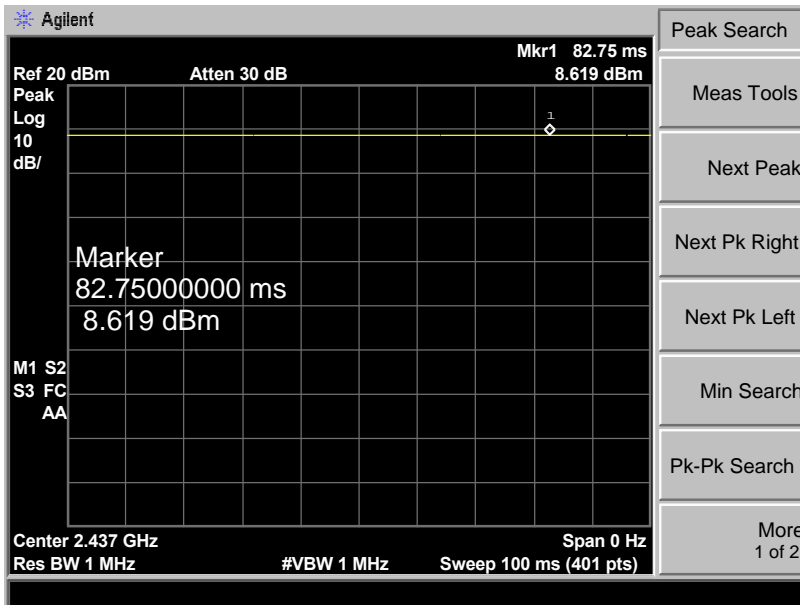 Agilent
Peak Search
Mkr1 82.75 ms
Ref 20 dBm Atten 30 dB 8.619 dBm
Peak
Log
10
dB/
1
Marker
82.75000000 ms
8.619 dBm
M1 S2
S3 FC
AA
Center 2.437 GHz Span 0 Hz
Res BW 1 MHz #VBW 1 MHz Sweep 100 ms (401 pts)
Meas Tools
Next Peak
Next Pk Right
Next Pk Left
Min Search
Pk-Pk Search
More
1 of 2